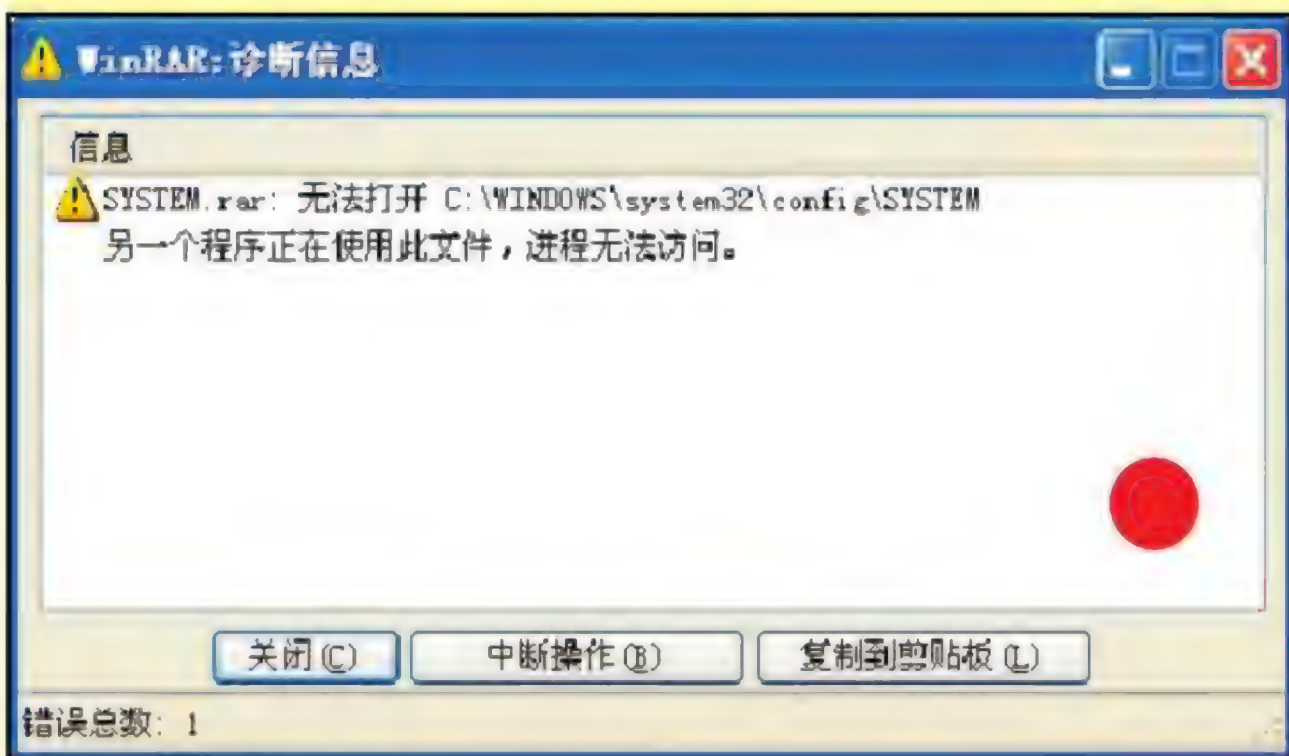 WinRAR:诊断信息
信息
SYSTEM.rar: 无法打开 C:\WINDOWS\system32\config\SYSTEM
另一个程序正在使用此文件，进程无法访问。
关闭(C) 中断操作(B) 复制到剪贴板(L)
错误总数: 1